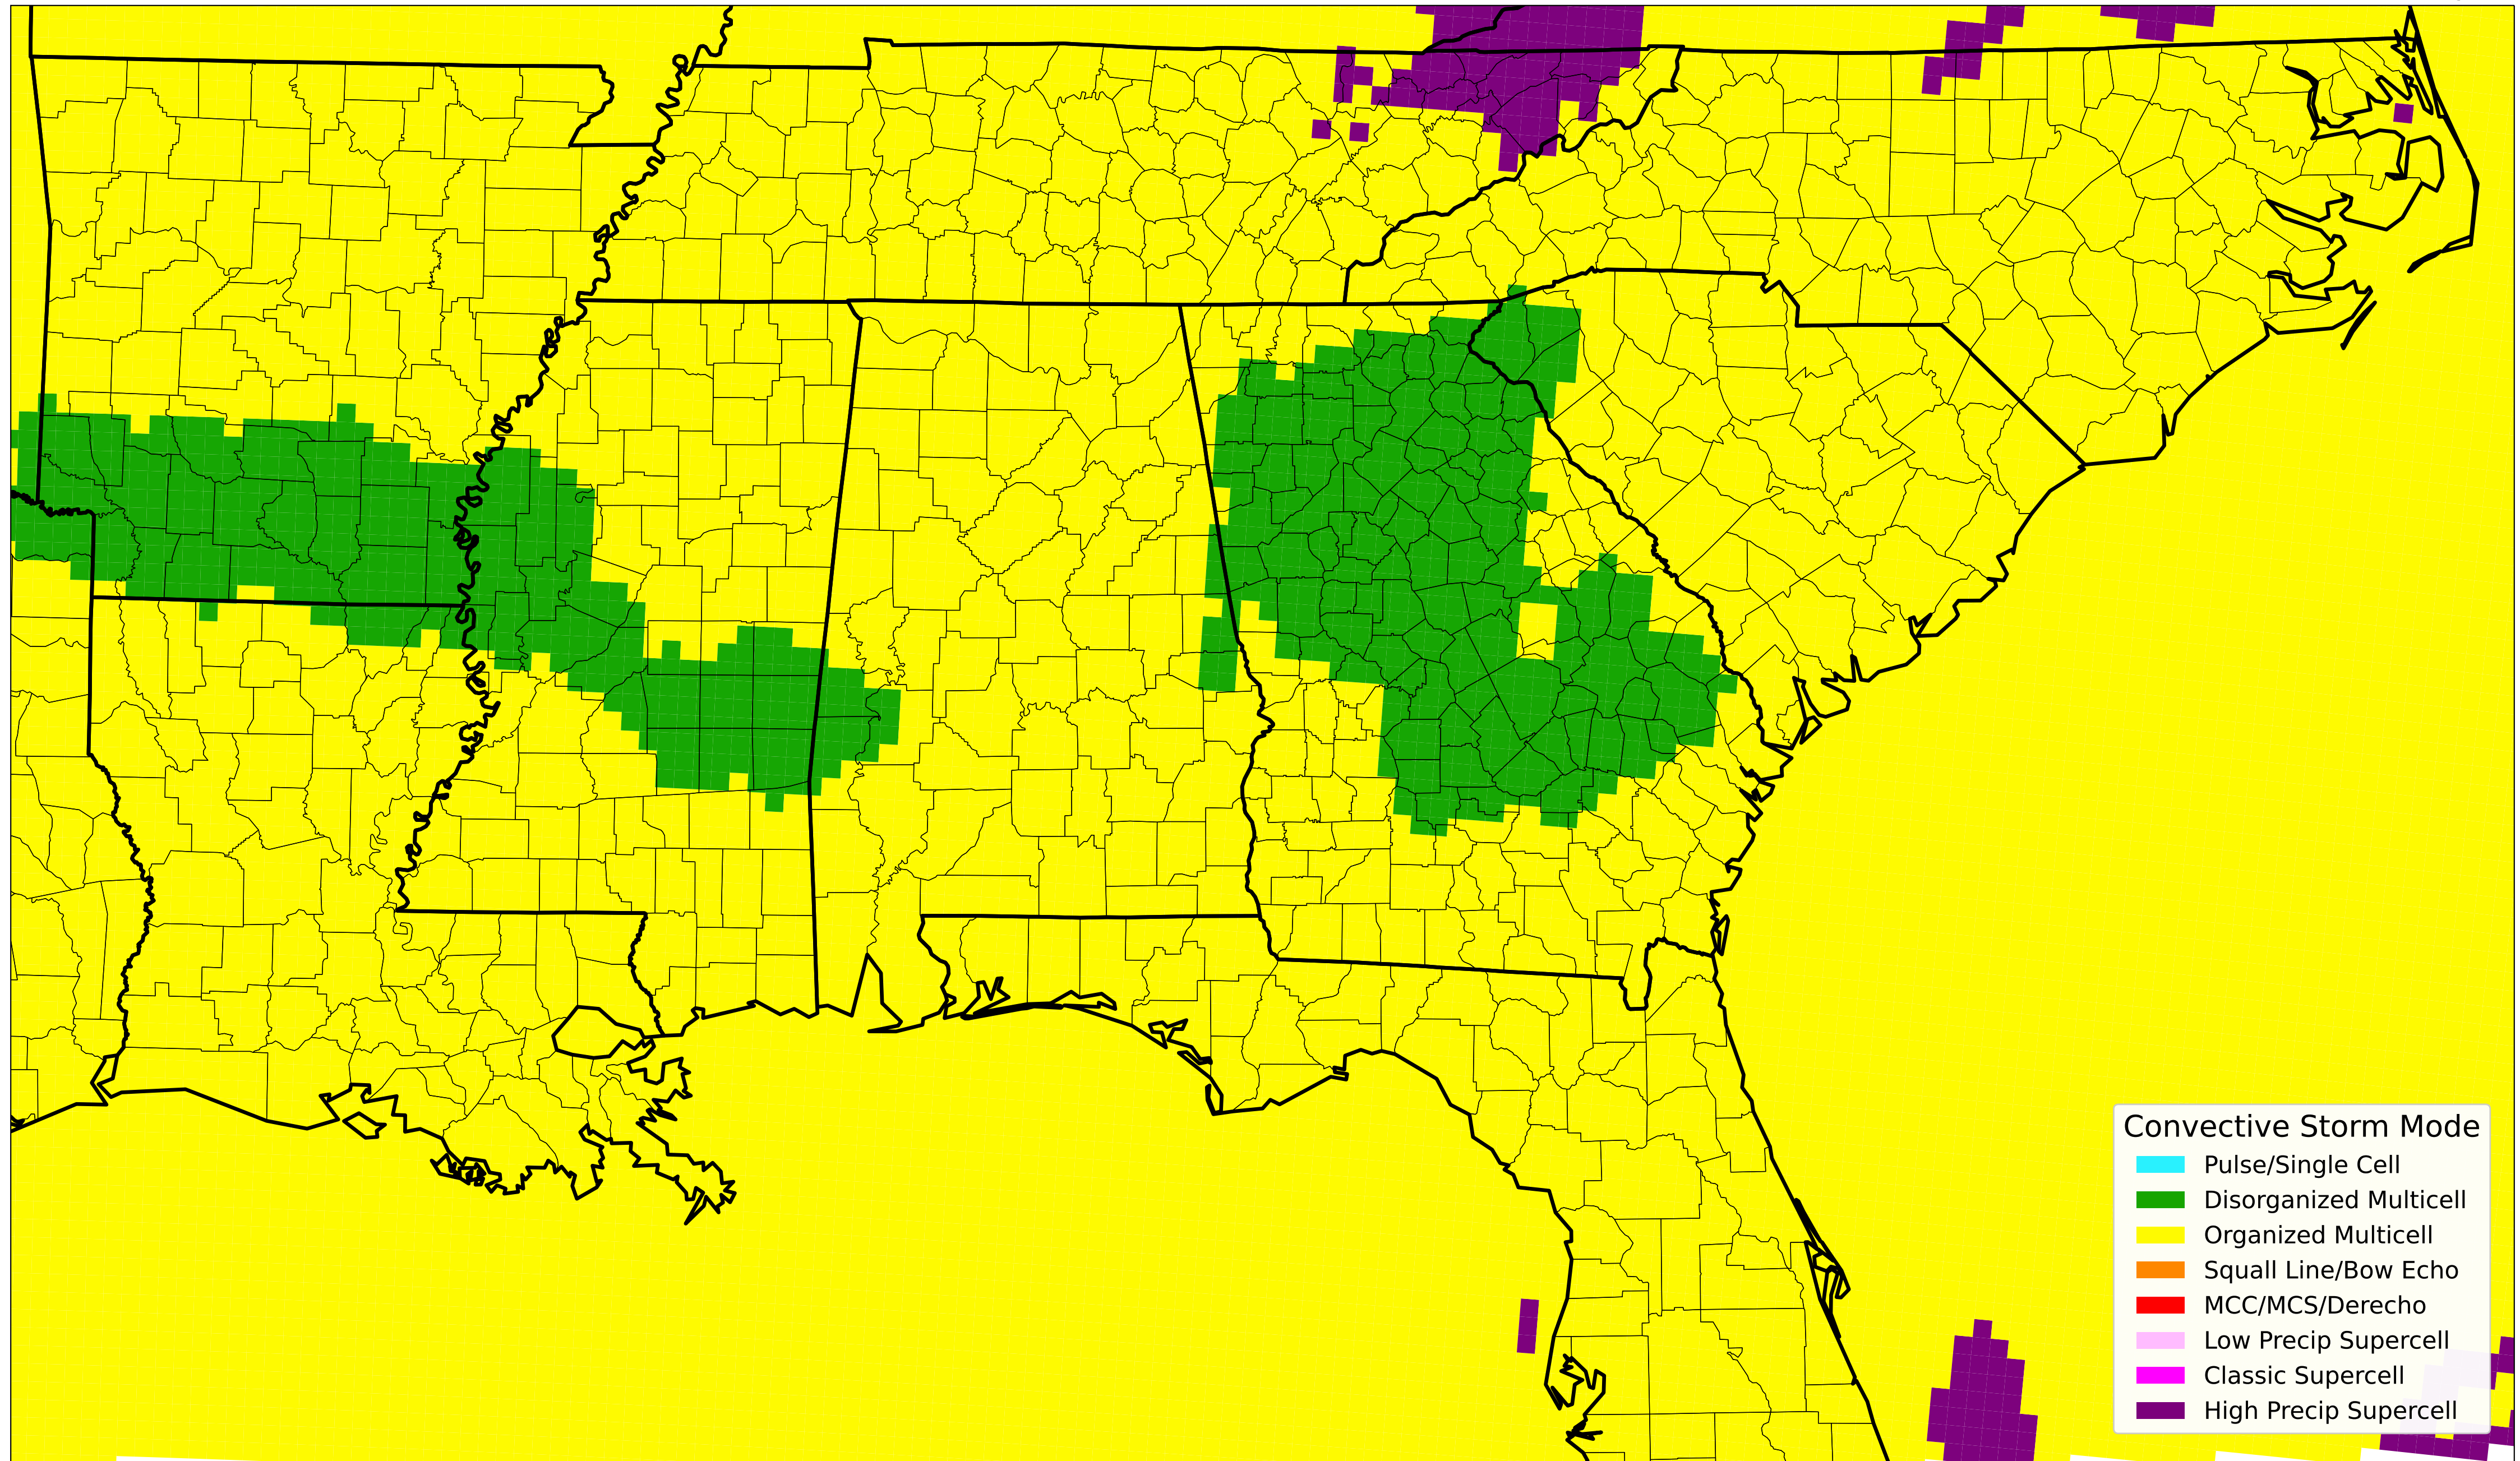 Convective Storm Mode
Pulse/Single Cell
Disorganized Multicell
Organized Multicell
Squall Line/Bow Echo
MCC/MCS/Derecho
Low Precip Supercell
Classic Supercell
High Precip Supercell